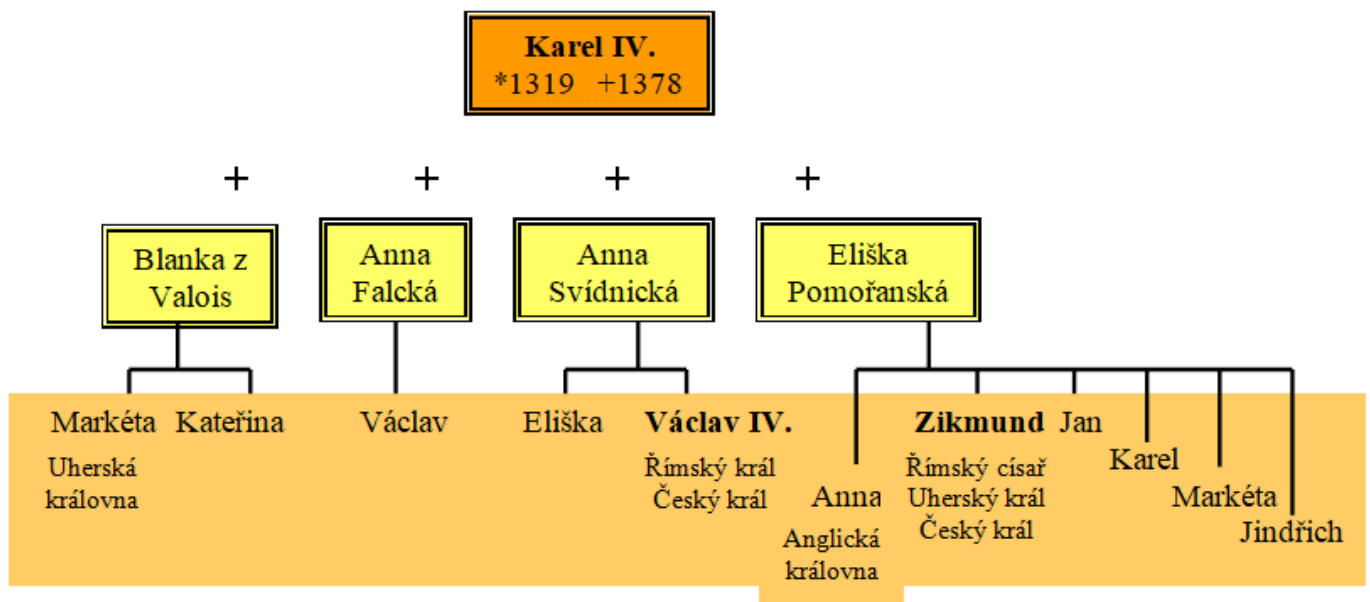 Karel IV.
*1319 +1378
+ + + +
Blanka z
Valois
Anna
Falcká
Anna
Svídnická
Eliška
Pomořanská
Markéta
Uherská
královna
Kateřina
Václav
Eliška
Václav IV.
Římský král
Český král
Anna
Anglická
královna
Zikmund
Římský císař
Uherský král
Český král
Jan
Karel
Markéta
Jindřich